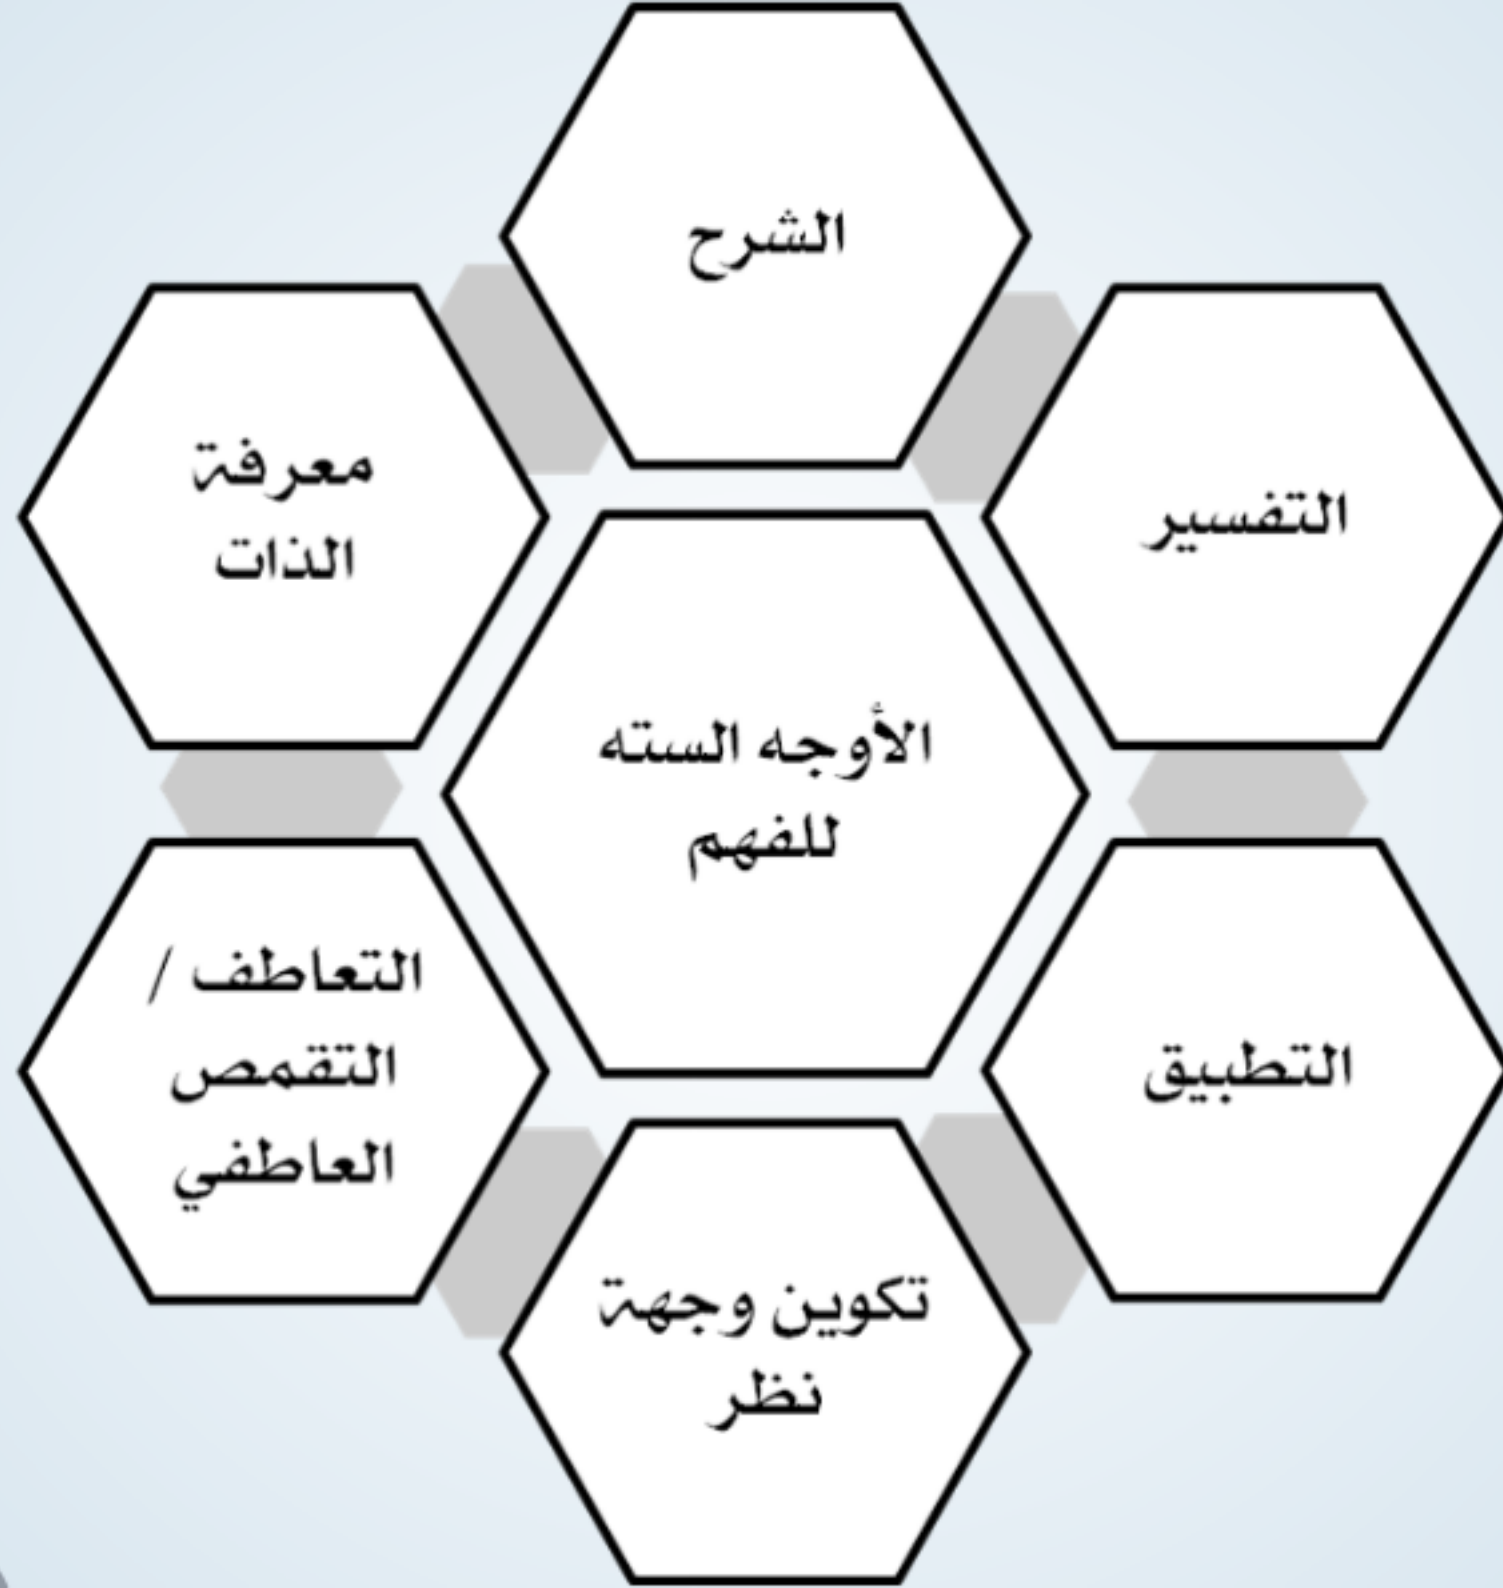 الشرح
التفسير
التطبيق
تكوين وجهة
نظر
التعاطف /
التقمص
العاطفي
معرفة
الذات
الأوجه السته
للفهم